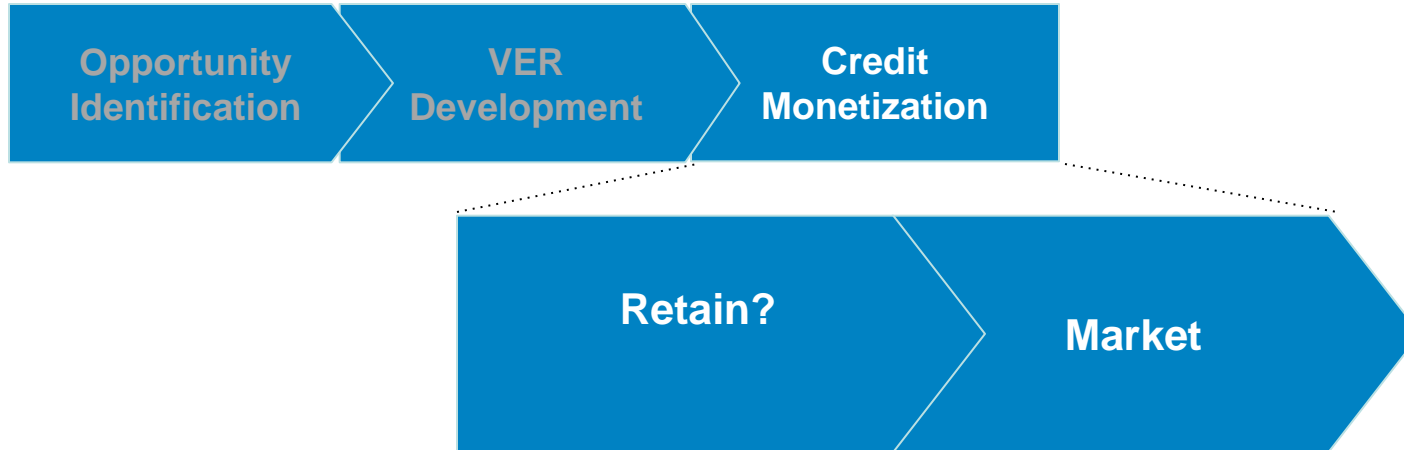 Opportunity
Identification
VER
Development
Credit
Monetization
Retain?
Market